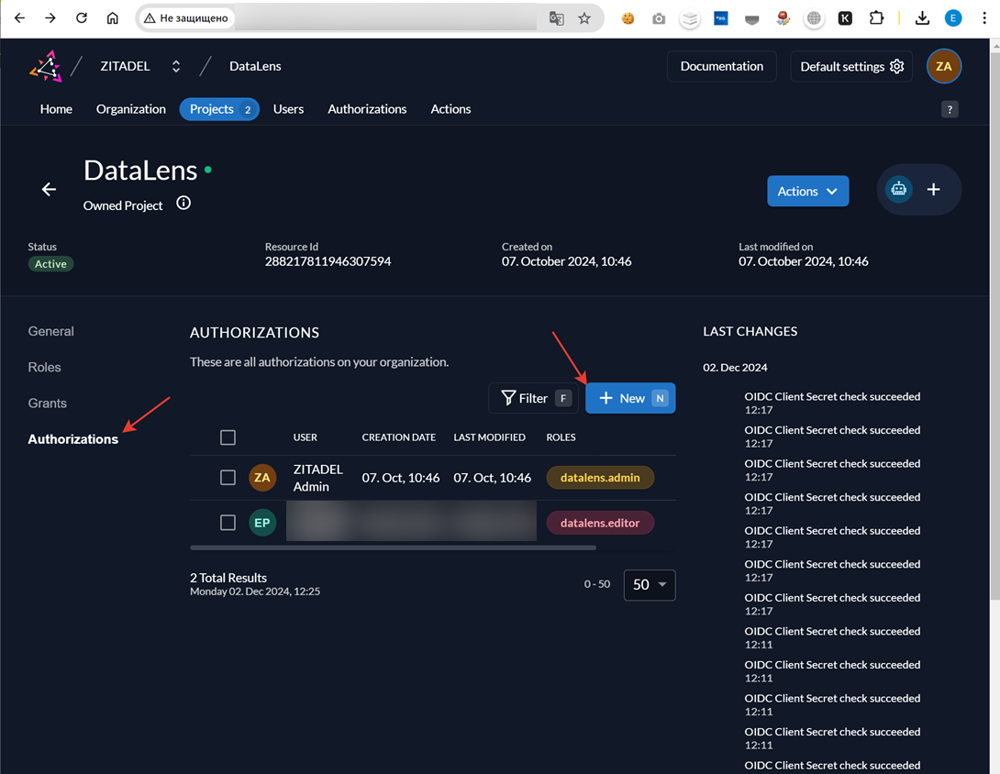 Не защищено
ZITADEL
DataLens
Documentation
Default settings
ZA
Home
Organization
Projects 2
Users
Authorizations
Actions
?
DataLens
Owned Project
Actions
Status
Active
Resource Id
288217811946307594
Created on
07. October 2024, 10:46
Last modified on
07. October 2024, 10:46
General
Roles
Grants
Authorizations
AUTHORIZATIONS
These are all authorizations on your organization.
Filter F
New N
USER CREATION DATE LAST MODIFIED ROLES
ZA ZITADEL Admin 07. Oct, 10:46 07. Oct, 10:46 datalens.admin
EP datalens.editor
2 Total Results
Monday 02. Dec 2024, 12:25
0 - 50
50
LAST CHANGES
02. Dec 2024
OIDC Client Secret check succeeded
12:17
OIDC Client Secret check succeeded
12:17
OIDC Client Secret check succeeded
12:17
OIDC Client Secret check succeeded
12:17
OIDC Client Secret check succeeded
12:17
OIDC Client Secret check succeeded
12:17
OIDC Client Secret check succeeded
12:17
OIDC Client Secret check succeeded
12:11
OIDC Client Secret check succeeded
12:11
OIDC Client Secret check succeeded
12:11
OIDC Client Secret check succeeded
12:11
OIDC Client Secret check succeeded